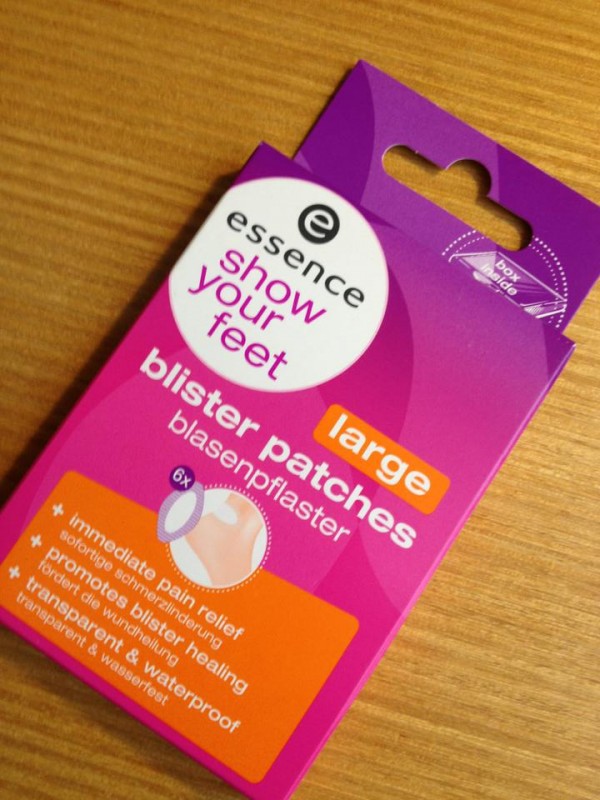 box
inside
e
essence
show
your
feet
large
blister patches
blasenpflaster
6x
+ immediate pain relief
sofortige schmerzlinderung
+ promotes blister healing
fördert die wundheilung
+ transparent & waterproof
transparent & wasserfest